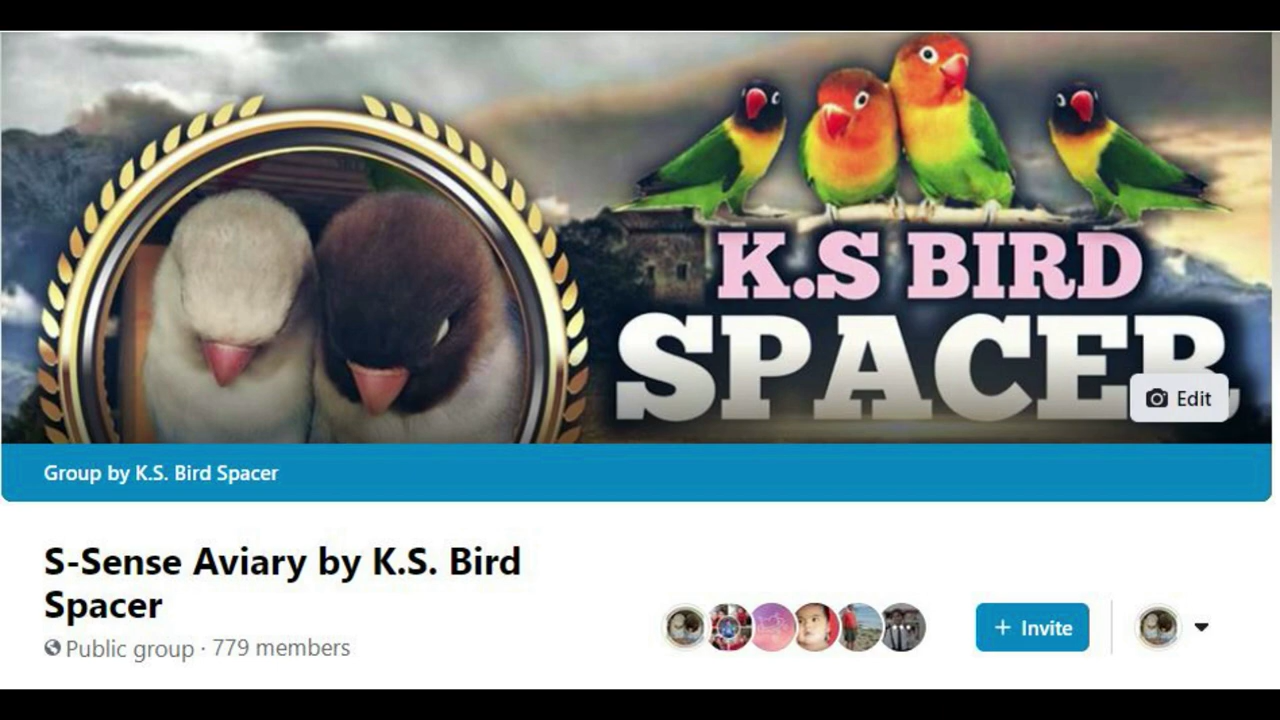 K.S BIRD
SPACER
Edit
Group by K.S. Bird Spacer
S-Sense Aviary by K.S. Bird
Spacer
Public group · 779 members
+ Invite